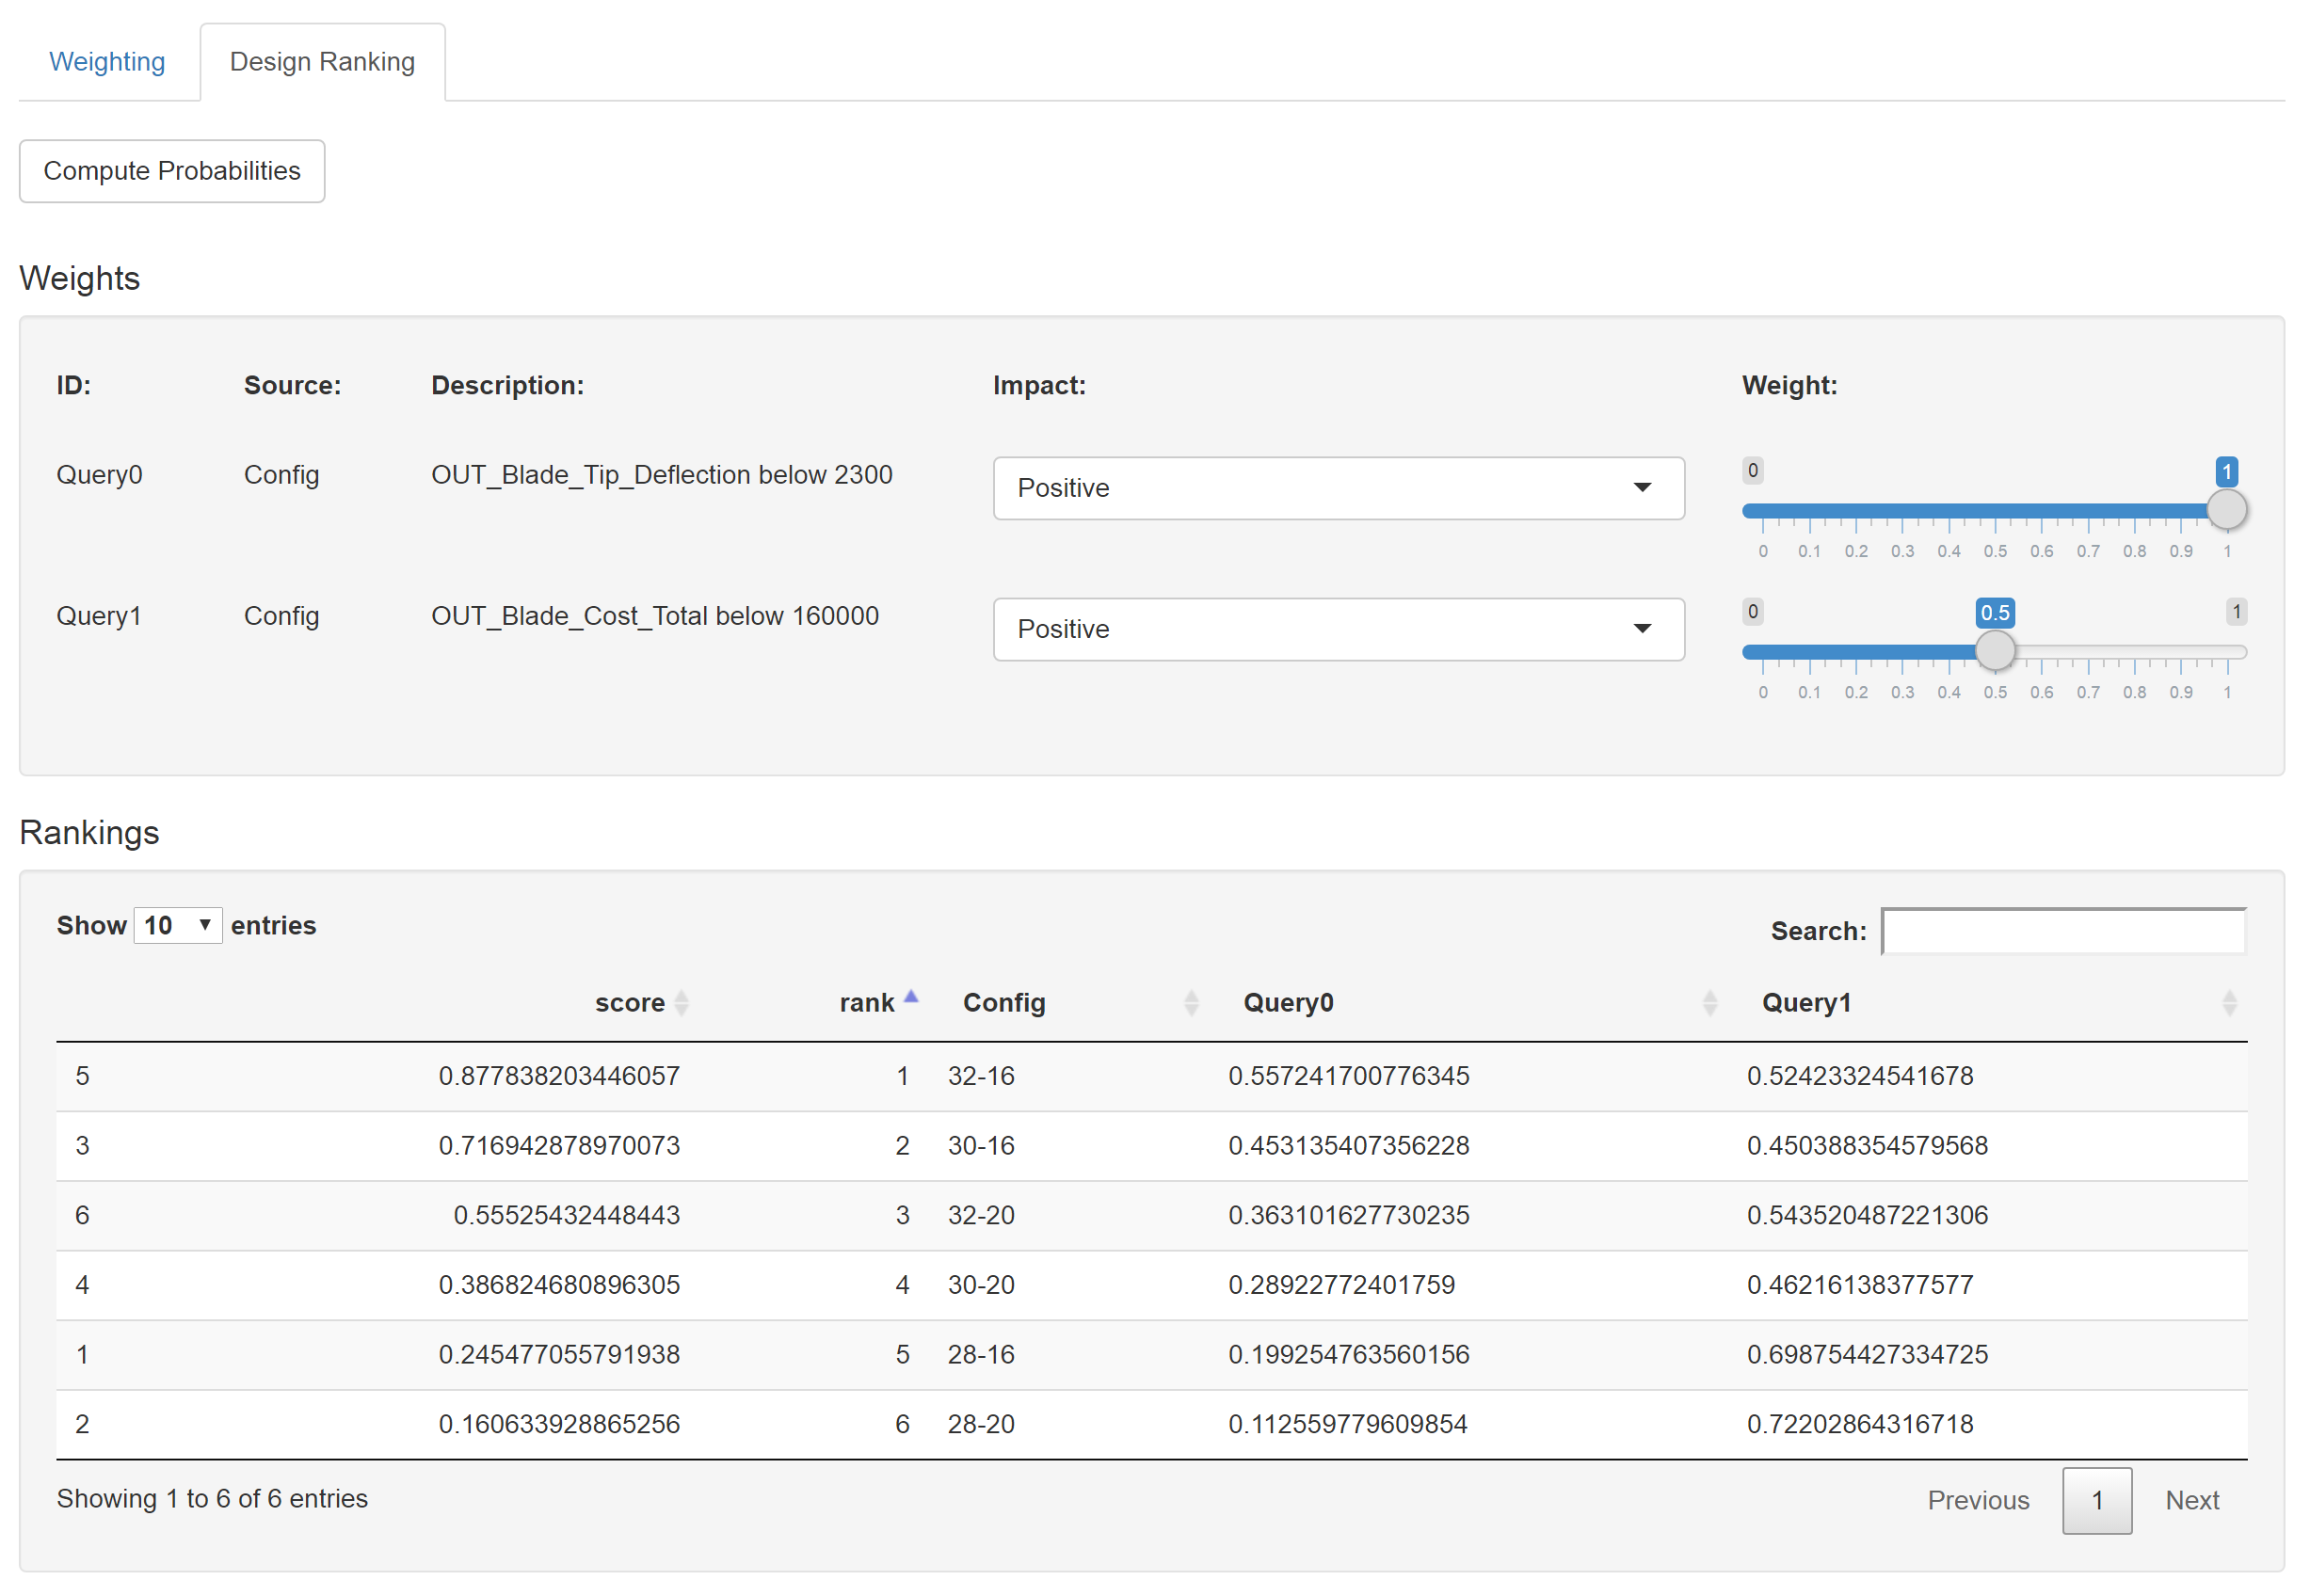 Weighting Design Ranking
Compute Probabilities
Weights
ID: Source: Description: Impact: Weight:
Query0 Config OUT_Blade_Tip_Deflection below 2300 Positive 0 1
0 0.1 0.2 0.3 0.4 0.5 0.6 0.7 0.8 0.9 1
Query1 Config OUT_Blade_Cost_Total below 160000 Positive 0 0.5 1
0 0.1 0.2 0.3 0.4 0.5 0.6 0.7 0.8 0.9 1
Rankings
Show 10 entries Search:
score rank Config Query0 Query1
5 0.877838203446057 1 32-16 0.557241700776345 0.52423324541678
3 0.716942878970073 2 30-16 0.453135407356228 0.450388354579568
6 0.55525432448443 3 32-20 0.363101627730235 0.543520487221306
4 0.386824680896305 4 30-20 0.28922772401759 0.46216138377577
1 0.245477055791938 5 28-16 0.199254763560156 0.698754427334725
2 0.160633928865256 6 28-20 0.112559779609854 0.72202864316718
Showing 1 to 6 of 6 entries Previous 1 Next